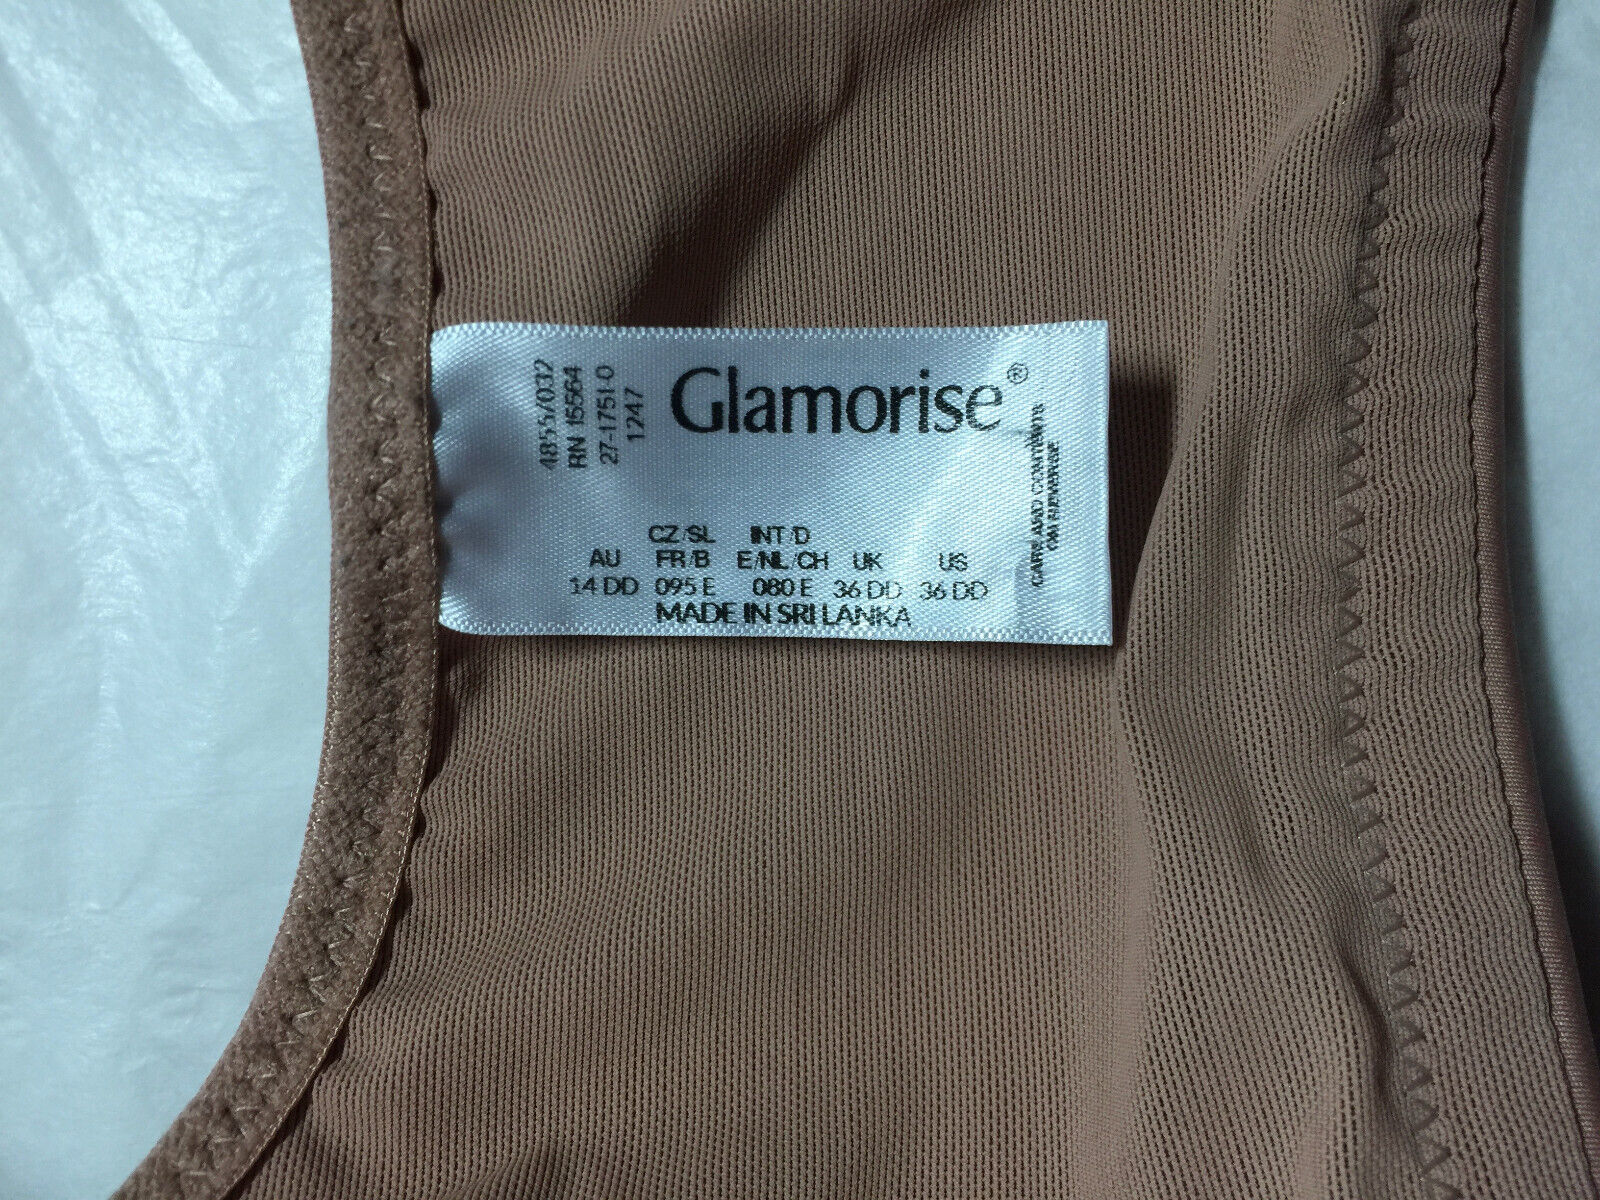 Glamorise®
4855/032
RN 15564
27-1751-0
1247
CZ/SL INT/D
AU FR/B E/NL/CH UK US
14 DD 095 E 080 E 36 DD 36 DD
MADE IN SRI LANKA
CARE AND CONTENTS
ON REVERSE